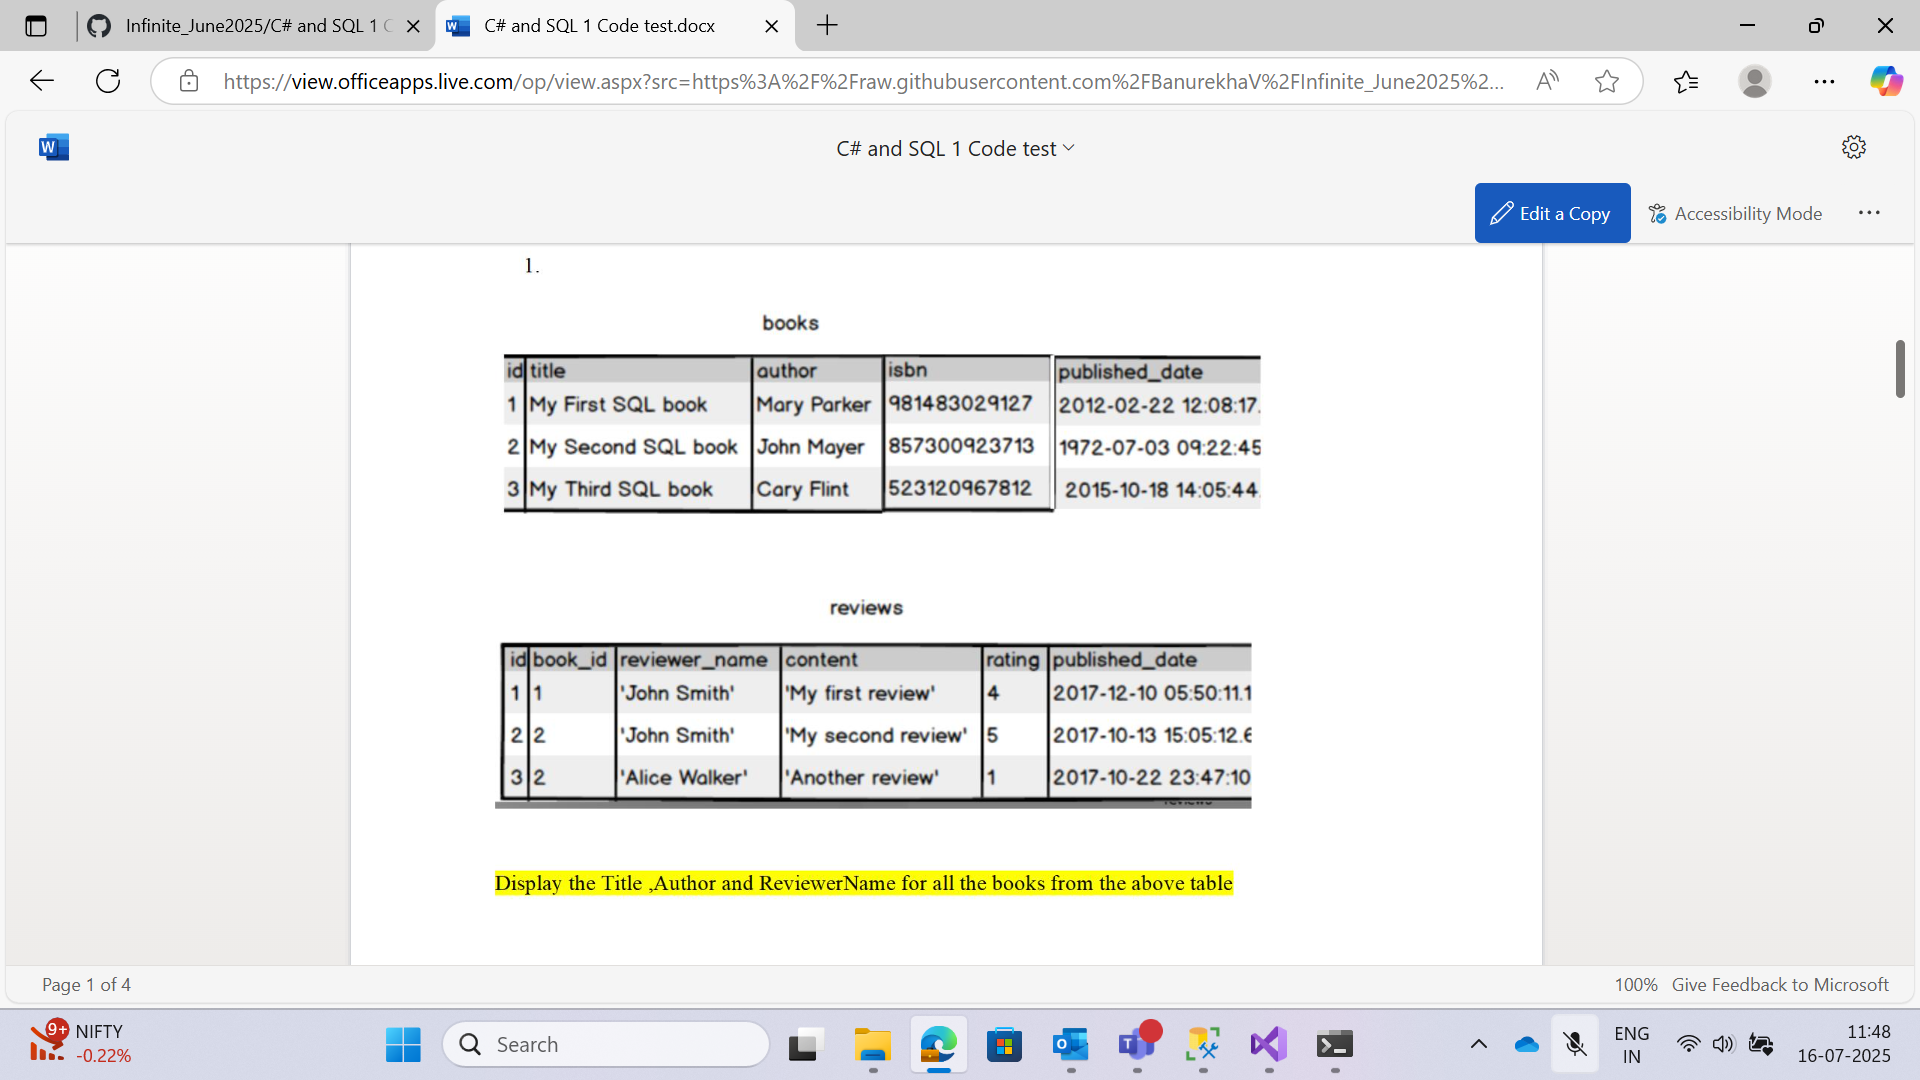 Infinite_June2025/C# and SQL 1 C
C# and SQL 1 Code test.docx
https://view.officeapps.live.com/op/view.aspx?src=https%3A%2F%2Fraw.githubusercontent.com%2FBanurekhaV%2FInfinite_June2025%2...
C# and SQL 1 Code test
Edit a Copy
Accessibility Mode
1.
books
id title author isbn published_date
1 My First SQL book Mary Parker 981483029127 2012-02-22 12:08:17.
2 My Second SQL book John Mayer 857300923713 1972-07-03 09:22:45
3 My Third SQL book Cary Flint 523120967812 2015-10-18 14:05:44.
reviews
id book_id reviewer_name content rating published_date
1 1 'John Smith' 'My first review' 4 2017-12-10 05:50:11.1
2 2 'John Smith' 'My second review' 5 2017-10-13 15:05:12.6
3 2 'Alice Walker' 'Another review' 1 2017-10-22 23:47:10
Display the Title ,Author and ReviewerName for all the books from the above table
Page 1 of 4
100% Give Feedback to Microsoft
9+
NIFTY
-0.22%
Search
ENG
IN
11:48
16-07-2025